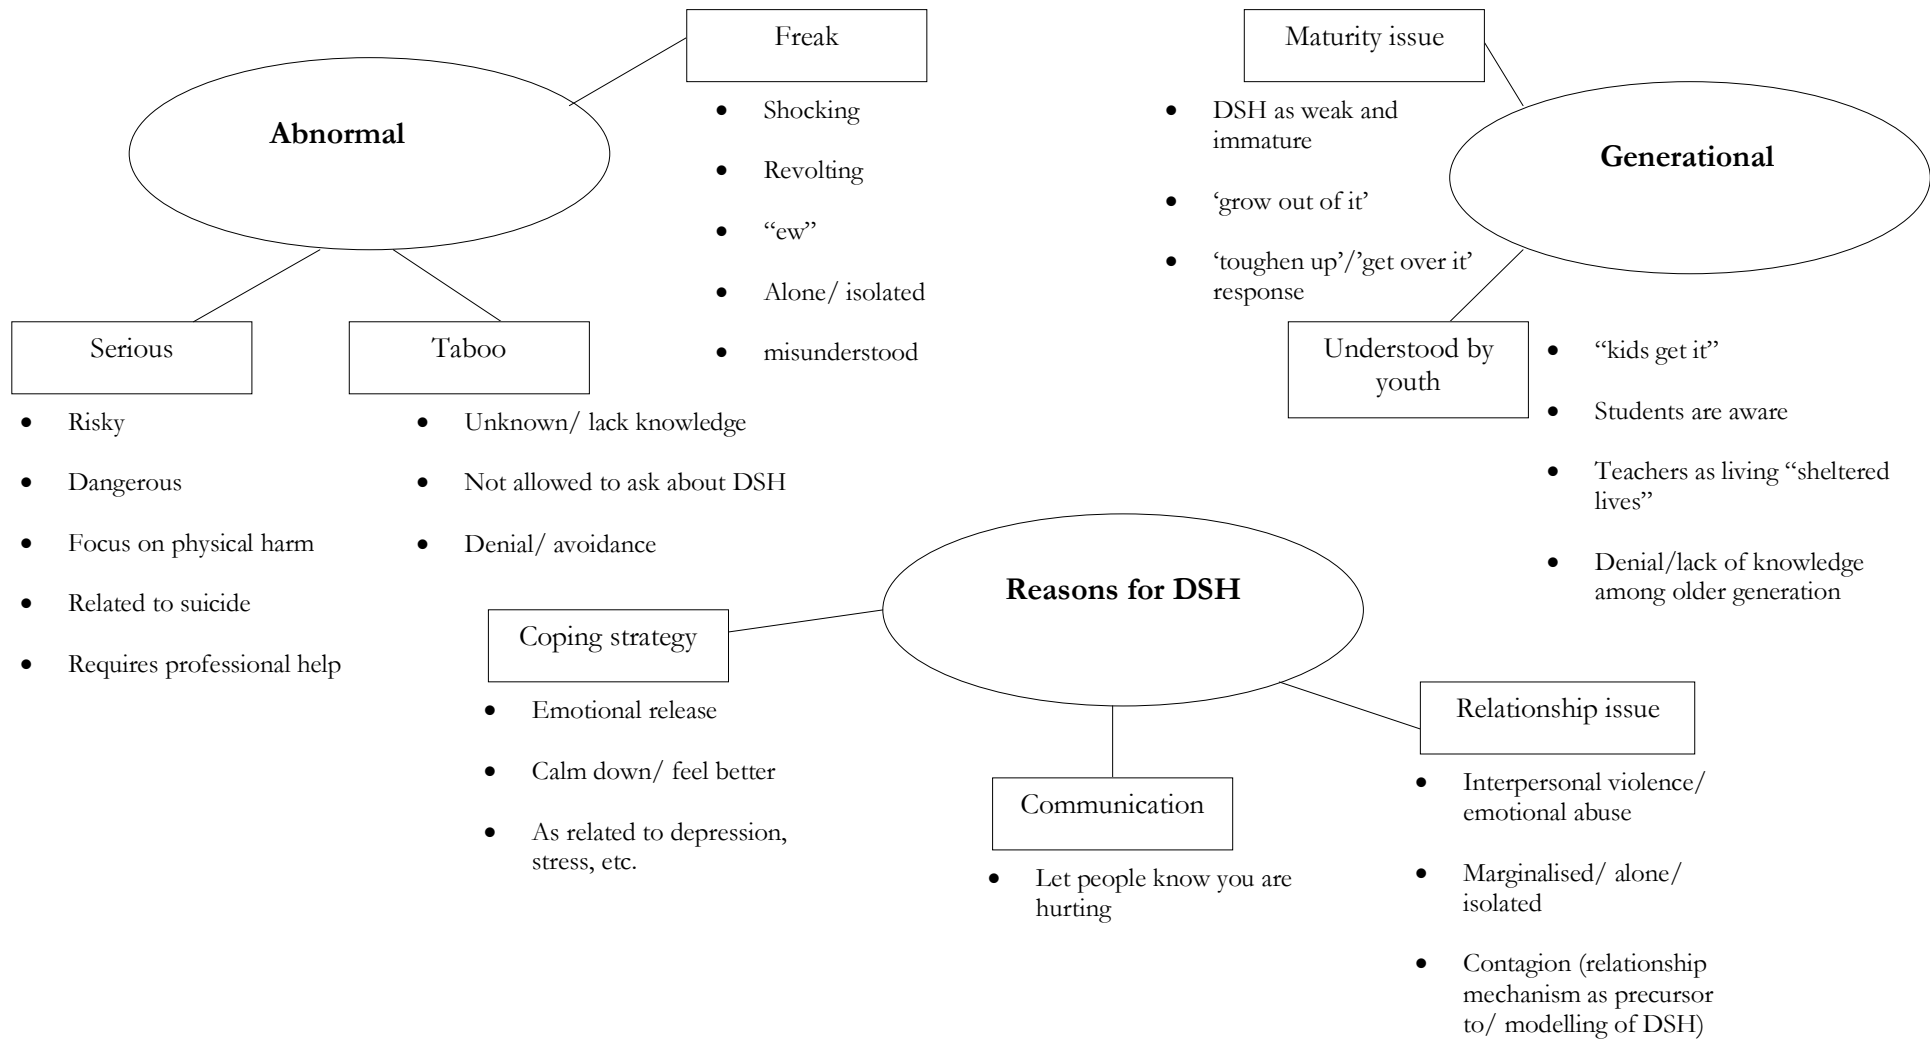 Abnormal
Freak
• Shocking
• Revolting
• “ew”
• Alone/ isolated
• misunderstood
Serious
• Risky
• Dangerous
• Focus on physical harm
• Related to suicide
• Requires professional help
Taboo
• Unknown/ lack knowledge
• Not allowed to ask about DSH
• Denial/ avoidance
Generational
Maturity issue
• DSH as weak and
immature
• ‘grow out of it’
• ‘toughen up’/’get over it’
response
Understood by
youth
• “kids get it”
• Students are aware
• Teachers as living “sheltered
lives”
• Denial/lack of knowledge
among older generation
Reasons for DSH
Coping strategy
• Emotional release
• Calm down/ feel better
• As related to depression,
stress, etc.
Communication
• Let people know you are
hurting
Relationship issue
• Interpersonal violence/
emotional abuse
• Marginalised/ alone/
isolated
• Contagion (relationship
mechanism as precursor
to/ modelling of DSH)